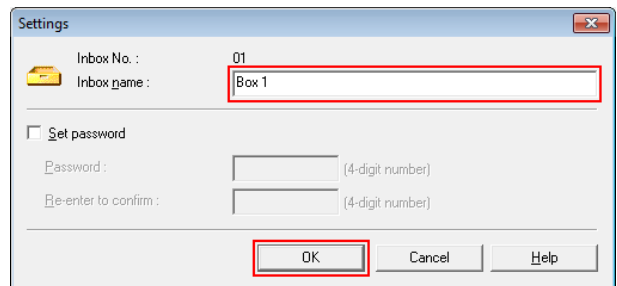 Settings
Inbox No. : 01
Inbox name : Box 1
Set password
Password : (4-digit number)
Re-enter to confirm : (4-digit number)
OK Cancel Help